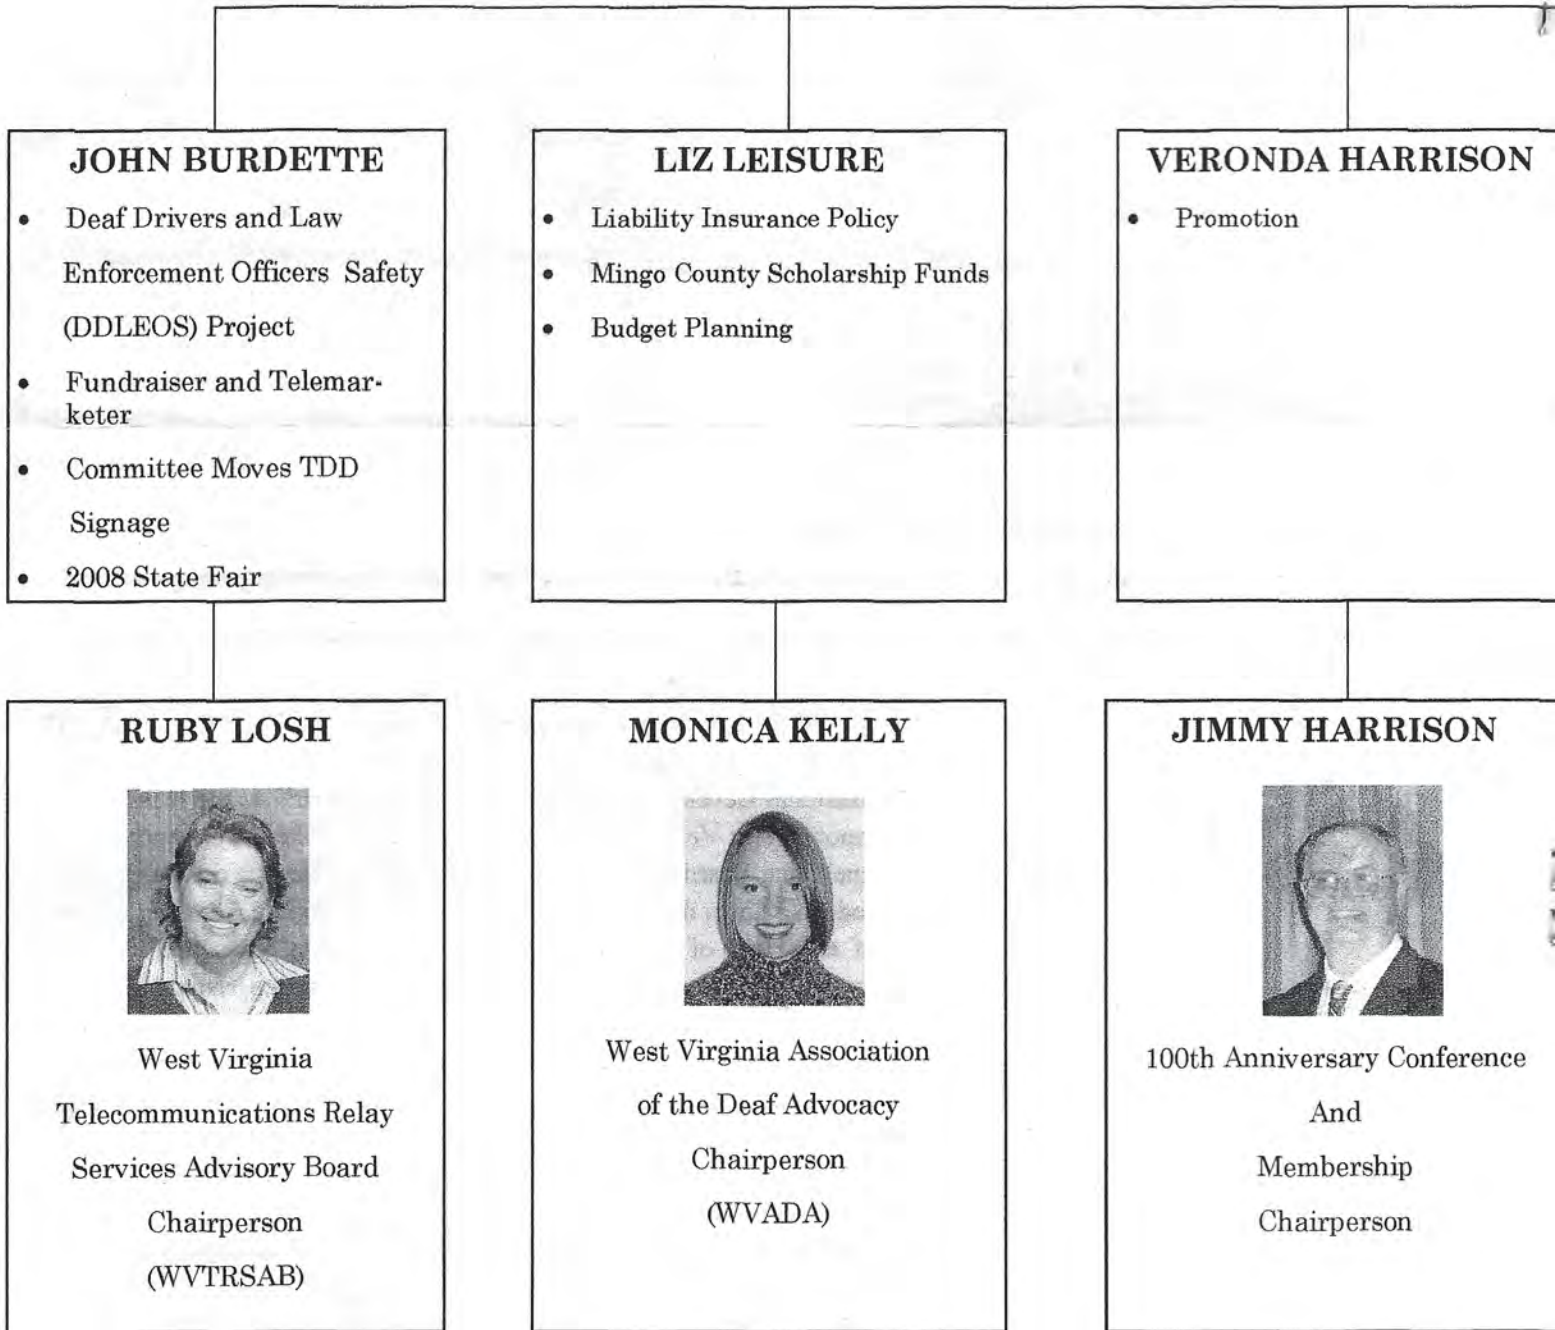 JOHN BURDETTE
• Deaf Drivers and Law
Enforcement Officers Safety
(DDLEOS) Project
• Fundraiser and Telemar-
keter
• Committee Moves TDD
Signage
• 2008 State Fair
LIZ LEISURE
• Liability Insurance Policy
• Mingo County Scholarship Funds
• Budget Planning
VERONDA HARRISON
• Promotion
RUBY LOSH
West Virginia
Telecommunications Relay
Services Advisory Board
Chairperson
(WVTRSAB)
MONICA KELLY
West Virginia Association
of the Deaf Advocacy
Chairperson
(WVADA)
JIMMY HARRISON
100th Anniversary Conference
And
Membership
Chairperson